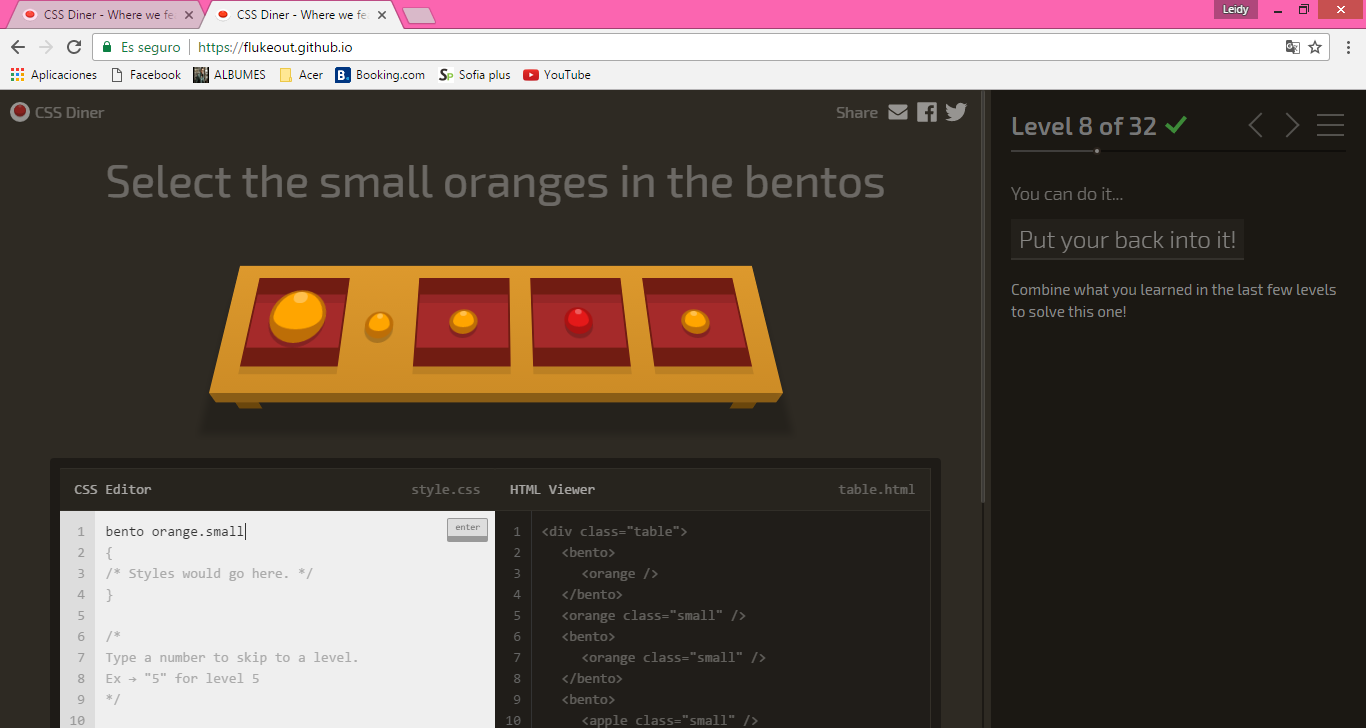 CSS Diner - Where we fe
CSS Diner - Where we fe
Leidy
Es seguro
https://flukeout.github.io
Aplicaciones
Facebook
ALBUMES
Acer
B.
Booking.com
SP
Sofia plus
YouTube
CSS Diner
Share
Select the small oranges in the bentos
CSS Editor
style.css
1 bento orange.small
enter
2 {
3 /* Styles would go here. */
4 }
5
6 /*
7 Type a number to skip to a level.
8 Ex → "5" for level 5
9 */
10
HTML Viewer
table.html
1 <div class="table">
2 <bento>
3 <orange />
4 </bento>
5 <orange class="small" />
6 <bento>
7 <orange class="small" />
8 </bento>
9 <bento>
10 <apple class="small" />
Level 8 of 32
You can do it...
Put your back into it!
Combine what you learned in the last few levels
to solve this one!